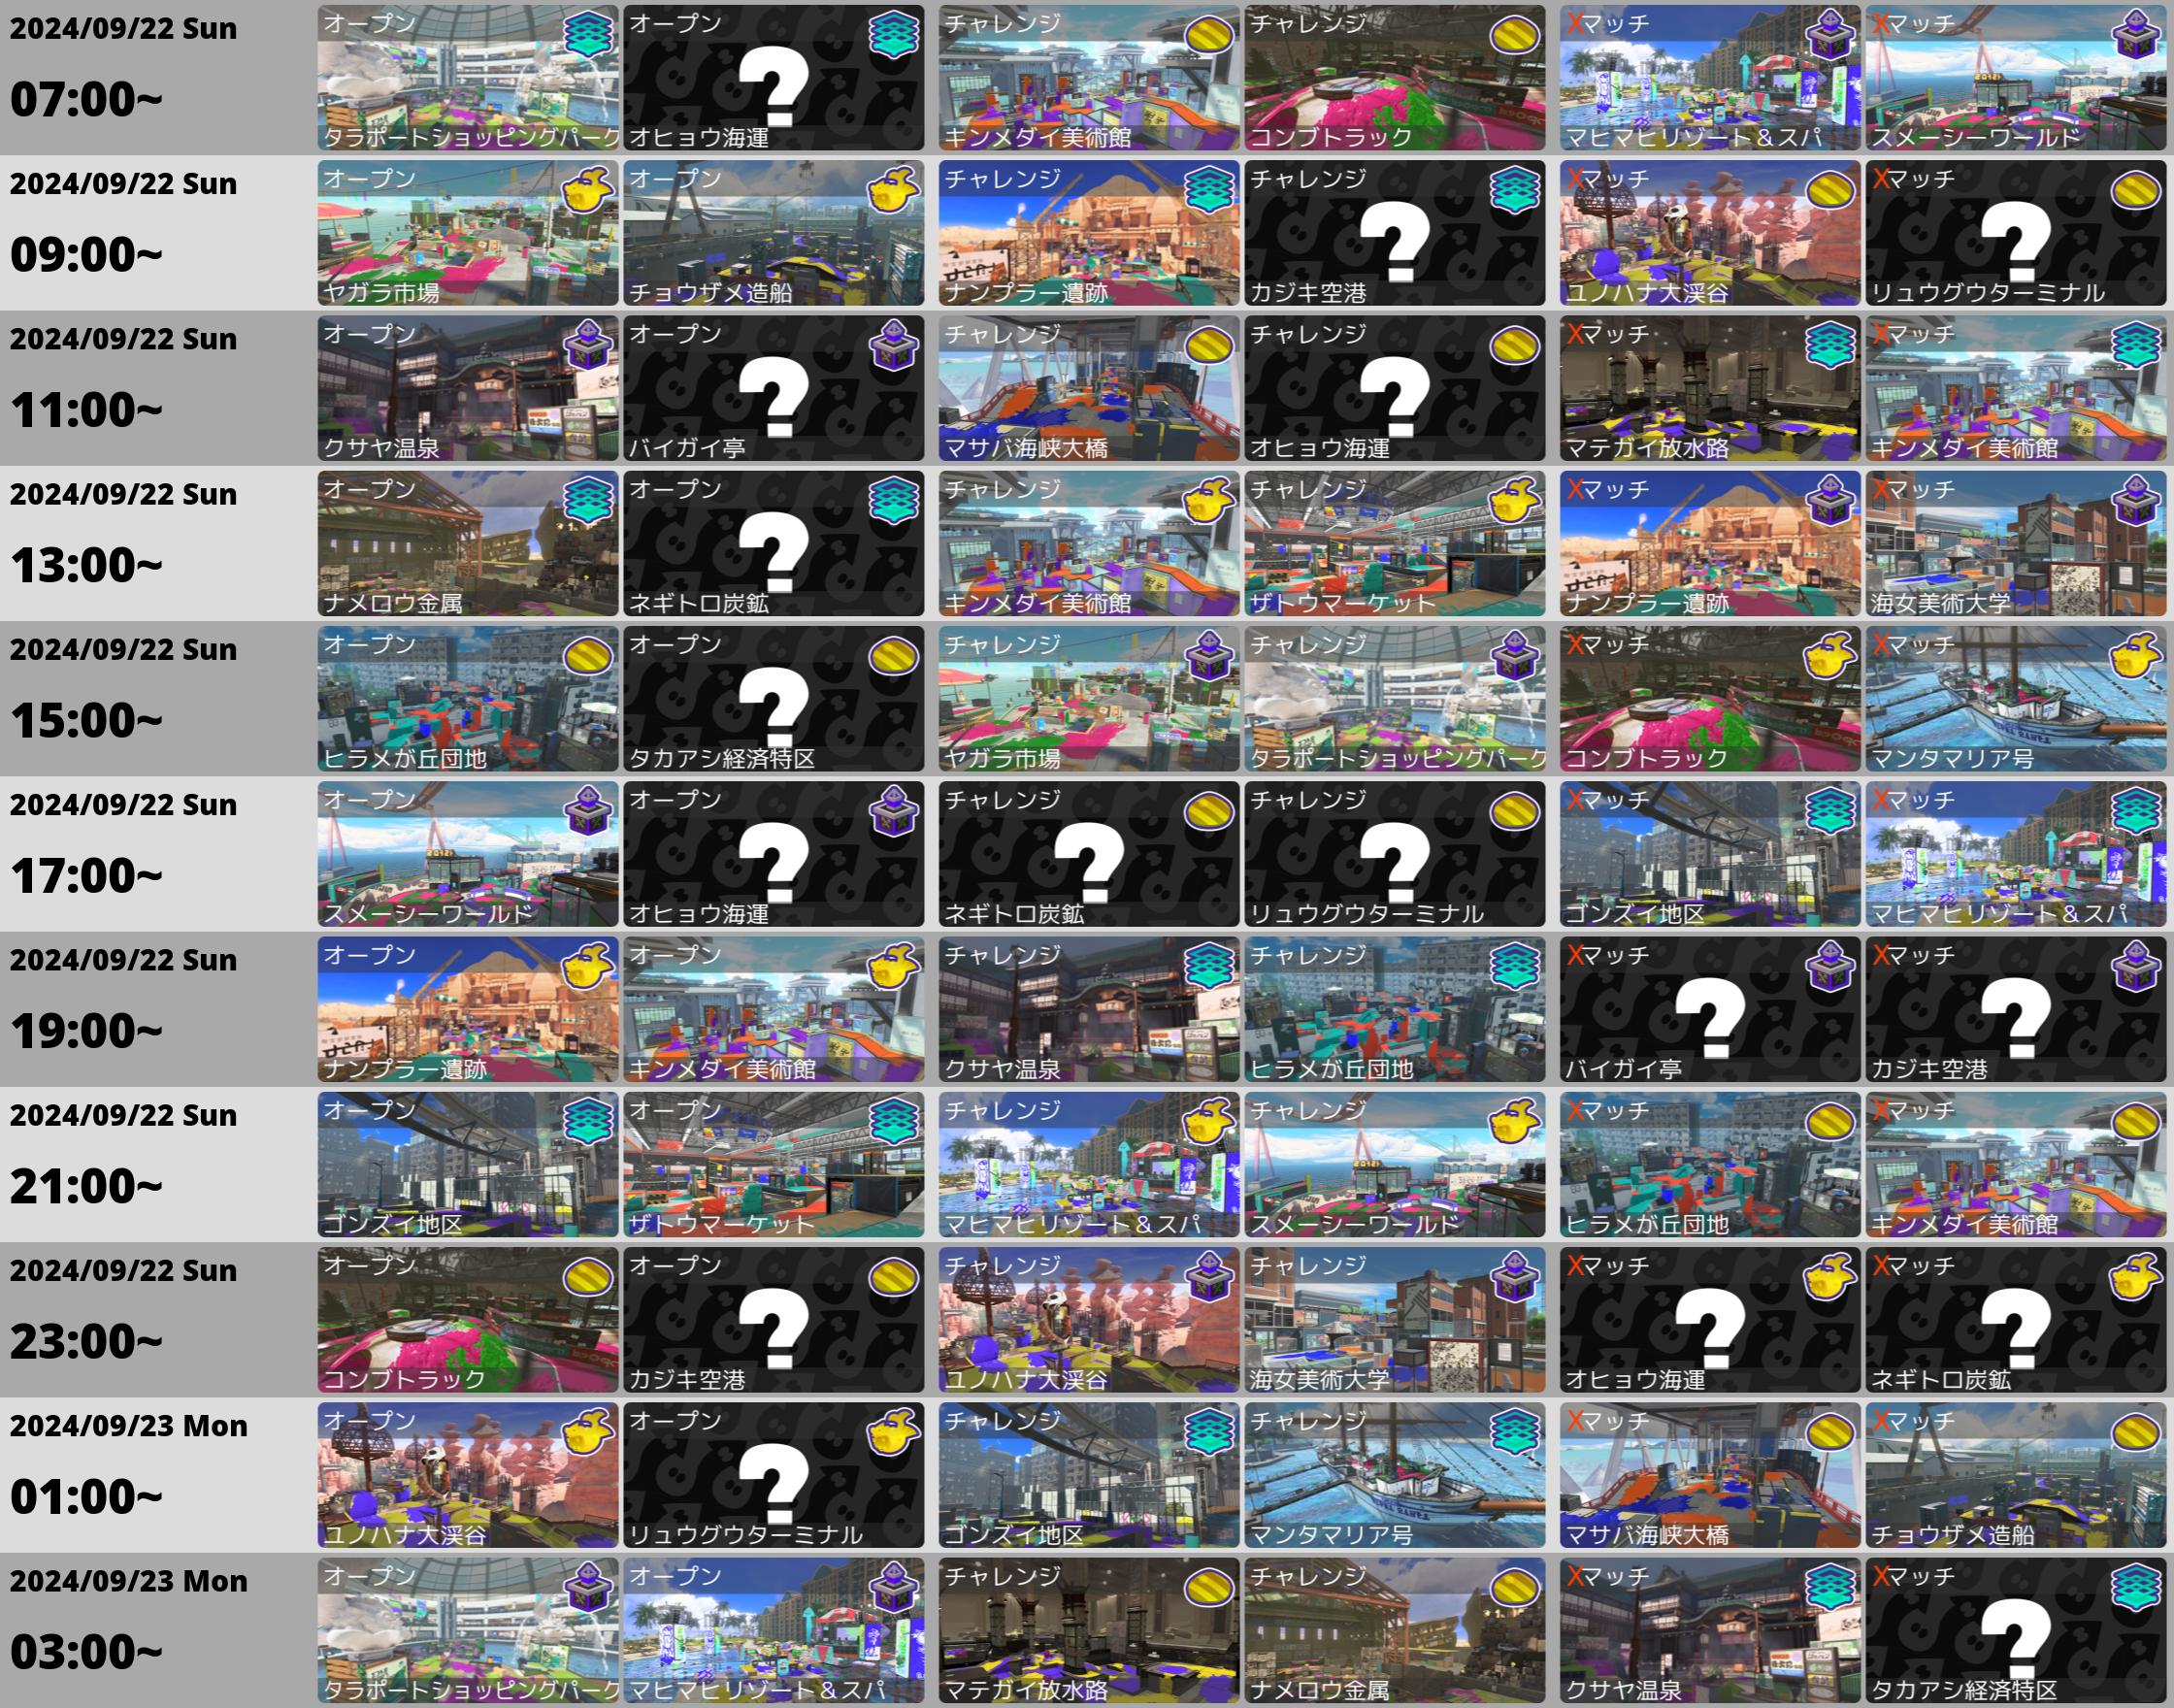 2024/09/22 Sun
07:00~
オープン
タラポートショッピングパーク
オープン
オヒョウ海運
チャレンジ
キンメダイ美術館
チャレンジ
コンブトラック
Xマッチ
マヒマヒリゾート＆スパ
Xマッチ
スメーシーワールド
2024/09/22 Sun
09:00~
オープン
ヤガラ市場
オープン
チョウザメ造船
チャレンジ
ナンプラー遺跡
チャレンジ
カジキ空港
Xマッチ
ユノハナ大渓谷
Xマッチ
リュウグウターミナル
2024/09/22 Sun
11:00~
オープン
クサヤ温泉
オープン
バイガイ亭
チャレンジ
マサバ海峡大橋
チャレンジ
オヒョウ海運
Xマッチ
マテガイ放水路
Xマッチ
キンメダイ美術館
2024/09/22 Sun
13:00~
オープン
ナメロウ金属
オープン
ネギトロ炭鉱
チャレンジ
キンメダイ美術館
チャレンジ
ザトウマーケット
Xマッチ
ナンプラー遺跡
Xマッチ
海女美術大学
2024/09/22 Sun
15:00~
オープン
ヒラメが丘団地
オープン
タカアシ経済特区
チャレンジ
ヤガラ市場
チャレンジ
タラポートショッピングパーク
Xマッチ
コンブトラック
Xマッチ
マンタマリア号
2024/09/22 Sun
17:00~
オープン
スメーシーワールド
オープン
オヒョウ海運
チャレンジ
ネギトロ炭鉱
チャレンジ
リュウグウターミナル
Xマッチ
ゴンズイ地区
Xマッチ
マヒマヒリゾート＆スパ
2024/09/22 Sun
19:00~
オープン
ナンプラー遺跡
オープン
キンメダイ美術館
チャレンジ
クサヤ温泉
チャレンジ
ヒラメが丘団地
Xマッチ
バイガイ亭
Xマッチ
カジキ空港
2024/09/22 Sun
21:00~
オープン
ゴンズイ地区
オープン
ザトウマーケット
チャレンジ
マヒマヒリゾート＆スパ
チャレンジ
スメーシーワールド
Xマッチ
ヒラメが丘団地
Xマッチ
キンメダイ美術館
2024/09/22 Sun
23:00~
オープン
コンブトラック
オープン
カジキ空港
チャレンジ
ユノハナ大渓谷
チャレンジ
海女美術大学
Xマッチ
オヒョウ海運
Xマッチ
ネギトロ炭鉱
2024/09/23 Mon
01:00~
オープン
ユノハナ大渓谷
オープン
リュウグウターミナル
チャレンジ
ゴンズイ地区
チャレンジ
マンタマリア号
Xマッチ
マサバ海峡大橋
Xマッチ
チョウザメ造船
2024/09/23 Mon
03:00~
オープン
タラポートショッピングパーク
オープン
マヒマヒリゾート＆スパ
チャレンジ
マテガイ放水路
チャレンジ
ナメロウ金属
Xマッチ
クサヤ温泉
Xマッチ
タカアシ経済特区